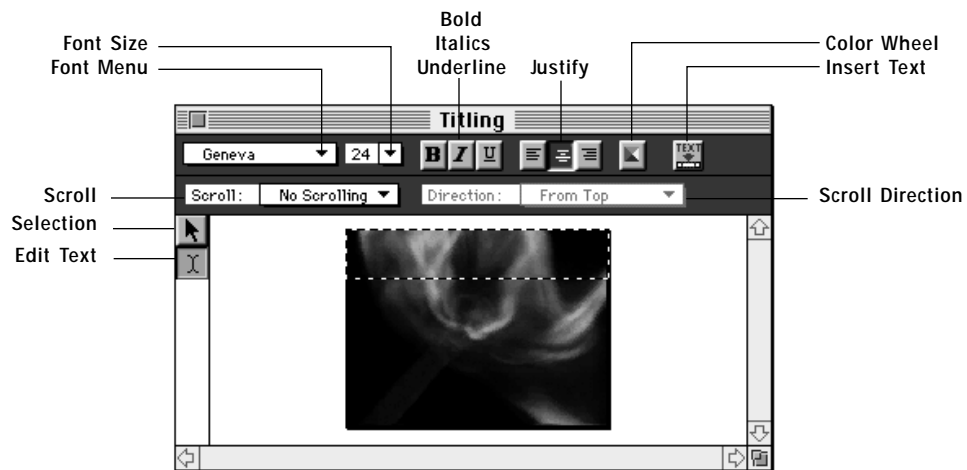 Bold
Font Size Italics Color Wheel
Font Menu Underline Justify Insert Text
Titling
Geneva 24 B I U TEXT
Scroll Scroll: No Scrolling Direction: From Top Scroll Direction
Selection
Edit Text